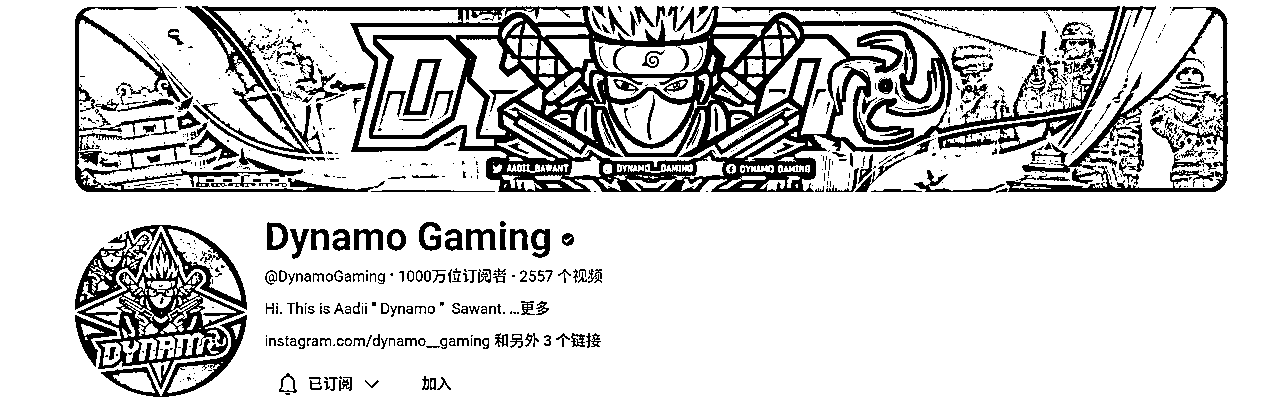 DYNAMO
AADII_SAWANT DYNAMO__GAMING DYNAMO GAMING
Dynamo Gaming
@DynamoGaming · 1000万位订阅者 · 2557 个视频
Hi. This is Aadii " Dynamo "  Sawant. ...更多
instagram.com/dynamo__gaming 和另外 3 个链接
DYNAMO
已订阅 加入